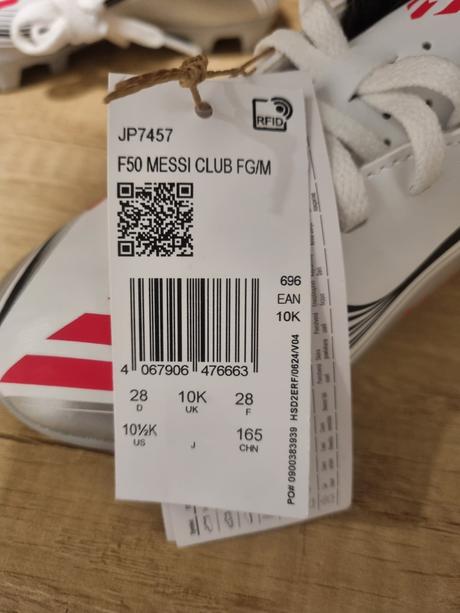 RFID
JP7457
F50 MESSI CLUB FG/M
696
EAN
10K
4 067906 476663
28 10K 28
D UK F
10½K 165
US J CHN
PO# 0900383939 HSD2ERF/0624/V04